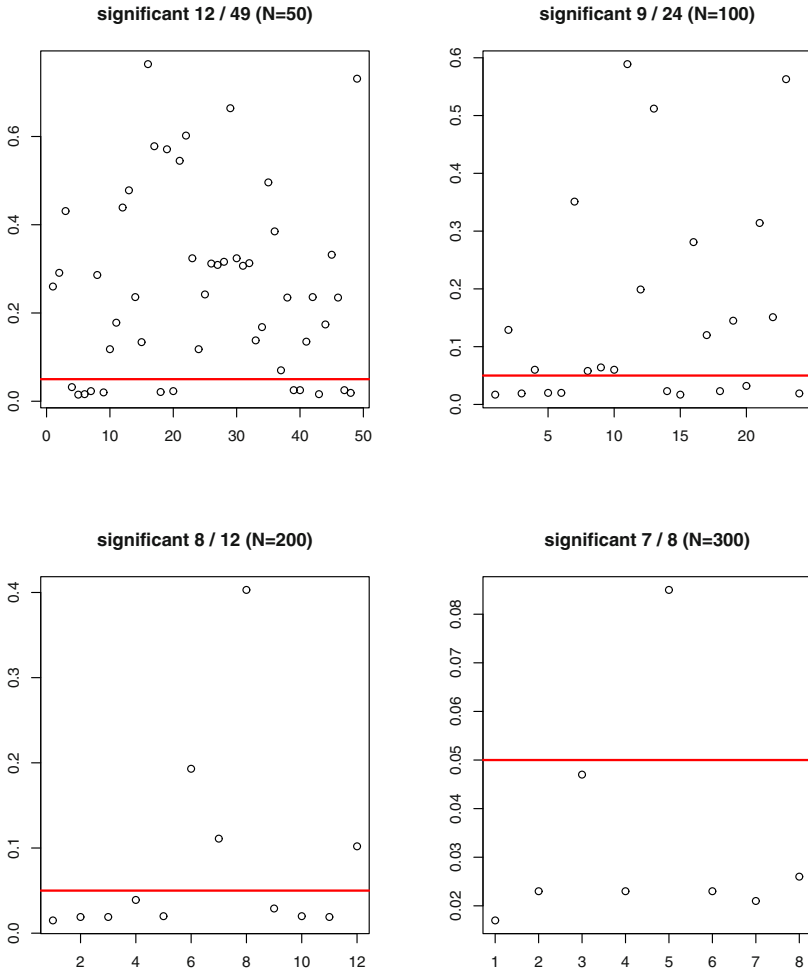 significant 12 / 49 (N=50)
0.0 0.2 0.4 0.6
0 10 20 30 40 50
significant 9 / 24 (N=100)
0.0 0.1 0.2 0.3 0.4 0.5 0.6
5 10 15 20
significant 8 / 12 (N=200)
0.0 0.1 0.2 0.3 0.4
2 4 6 8 10 12
significant 7 / 8 (N=300)
0.02 0.03 0.04 0.05 0.06 0.07 0.08
1 2 3 4 5 6 7 8